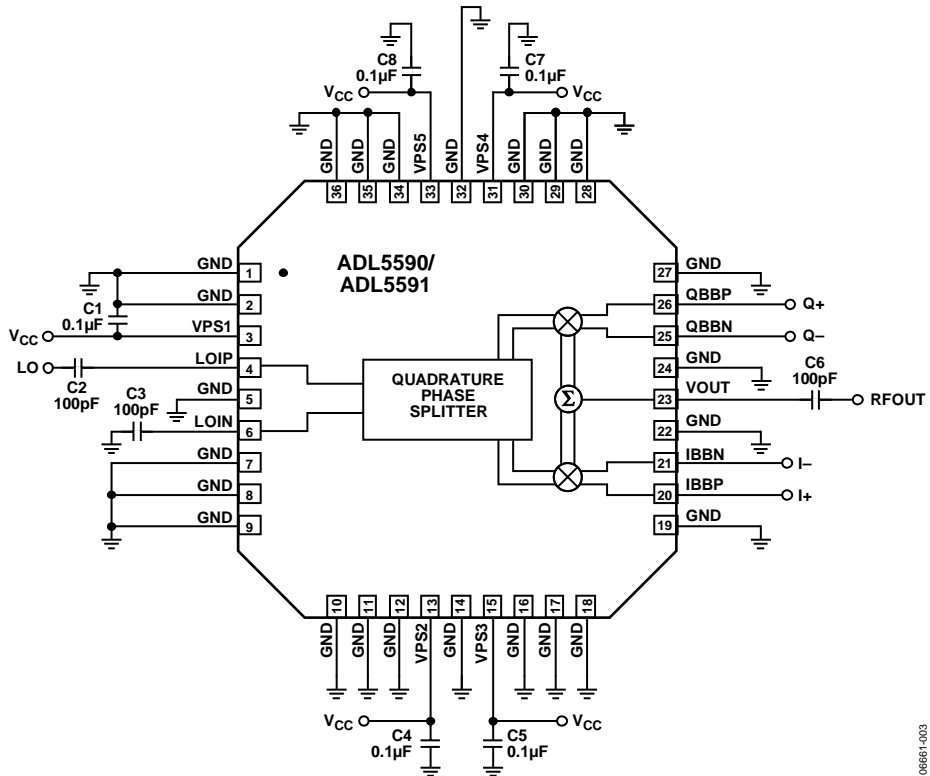 C8
0.1µF
C7
0.1µF
VCC
VCC
GND
GND
GND
VPS5
GND
VPS4
GND
GND
GND
36
35
34
33
32
31
30
29
28
ADL5590/
ADL5591
GND
1
GND
2
C1
0.1µF
VCC
VPS1
3
LO
C2
100pF
LOIP
4
GND
5
C3
100pF
LOIN
6
GND
7
GND
8
GND
9
QUADRATURE
PHASE
SPLITTER
Σ
27
GND
26
QBBP
Q+
25
QBBN
Q–
24
GND
23
VOUT
C6
100pF
RFOUT
22
GND
21
IBBN
I–
20
IBBP
I+
19
GND
10
11
12
13
14
15
16
17
18
GND
GND
GND
VPS2
GND
VPS3
GND
GND
GND
VCC
C4
0.1µF
C5
0.1µF
VCC
06661-003